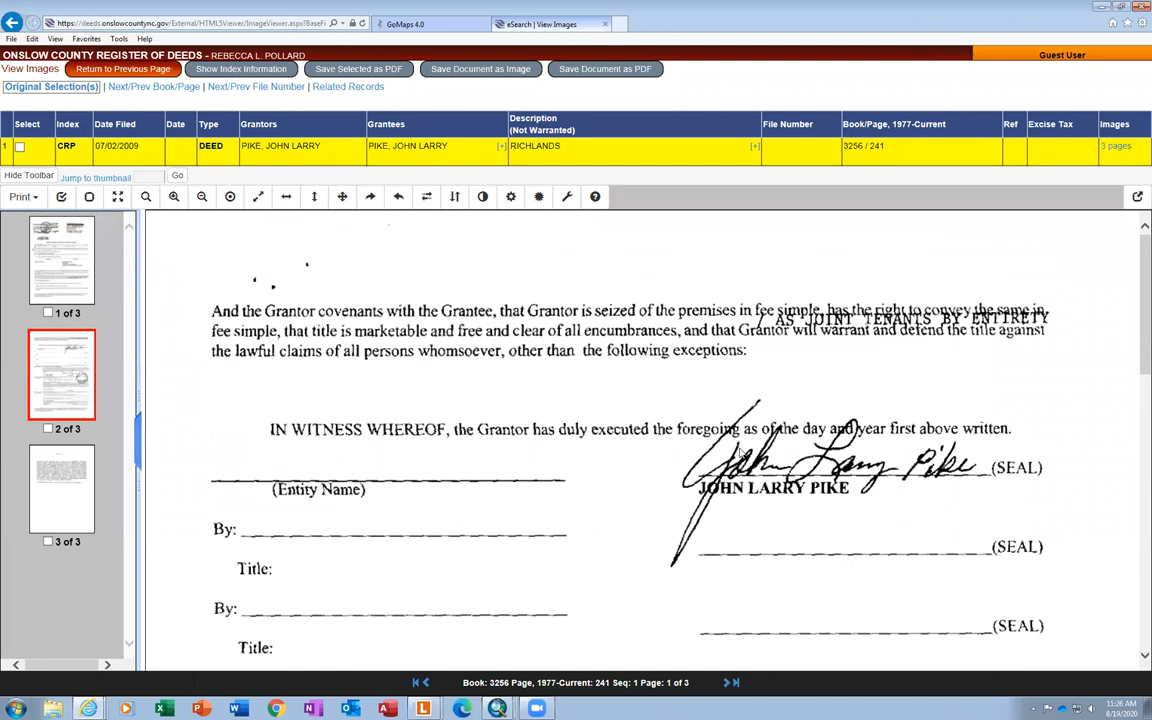 https://deeds.onslowcountync.gov/External/HTML5Viewer/ImageViewer.aspx?BaseFi
GoMaps 4.0
eSearch | View Images
File Edit View Favorites Tools Help
ONSLOW COUNTY REGISTER OF DEEDS - REBECCA L. POLLARD
Guest User
View Images Return to Previous Page Show Index Information Save Selected as PDF Save Document as Image Save Document as PDF
Original Selection(s) | Next/Prev Book/Page | Next/Prev File Number | Related Records
Select Index Date Filed Date Type Grantors Grantees Description (Not Warranted) File Number Book/Page, 1977-Current Ref Excise Tax Images
1 CRP 07/02/2009 DEED PIKE, JOHN LARRY PIKE, JOHN LARRY [+] RICHLANDS [+] 3256 / 241 3 pages
Hide Toolbar Jump to thumbnail Go
Print
1 of 3
2 of 3
3 of 3
And the Grantor covenants with the Grantee, that Grantor is seized of the premises in fee simple, has the right to convey the same in
/ AS JOINT TENANTS BY ENTIRETY
fee simple, that title is marketable and free and clear of all encumbrances, and that Grantor will warrant and defend the title against
the lawful claims of all persons whomsoever, other than the following exceptions:
IN WITNESS WHEREOF, the Grantor has duly executed the foregoing as of the day and year first above written.
John Larry Pike (SEAL)
(Entity Name)
JOHN LARRY PIKE
By:
(SEAL)
Title:
By:
(SEAL)
Title:
Book: 3256 Page, 1977-Current: 241 Seq: 1 Page: 1 of 3
11:26 AM
8/19/2020